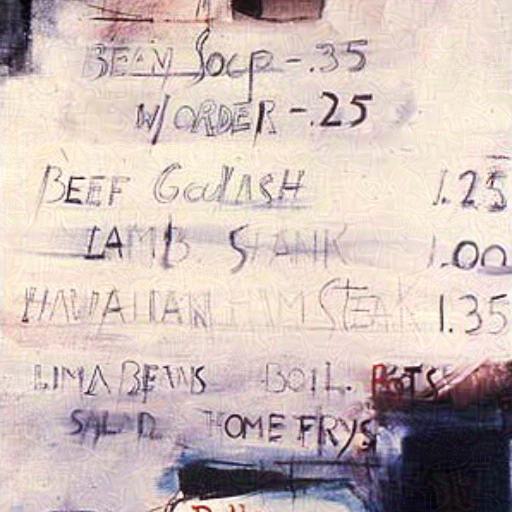 BEAN SOUP - .35
W/ ORDER - .25
BEEF GOULASH 1.25
LAMB SHANK 1.00
HAWAIIAN HAM STEAK 1.35
LIMA BEANS BOIL. POTS
SALAD HOME FRYS